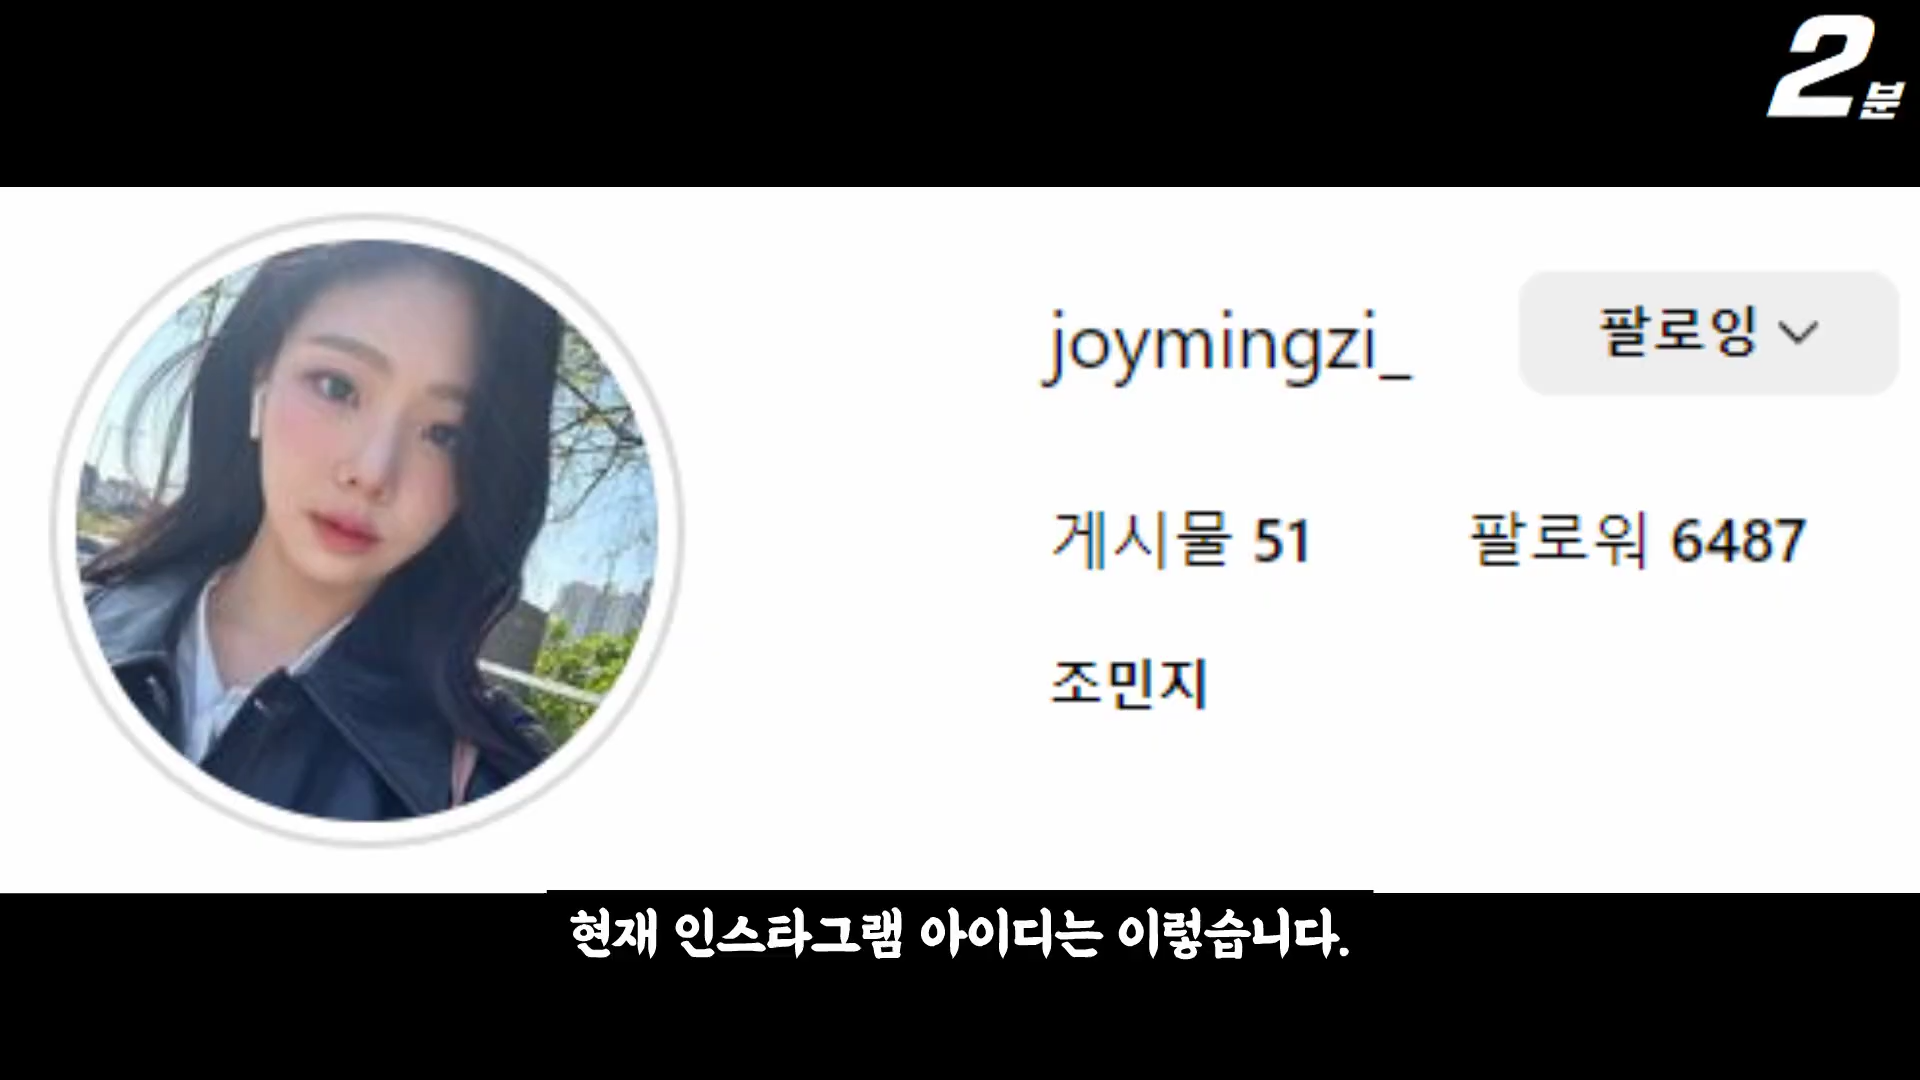 2분
joymingzi_ 팔로잉
게시물 51 팔로워 6487
조민지
현재 인스타그램 아이디는 이렇습니다.